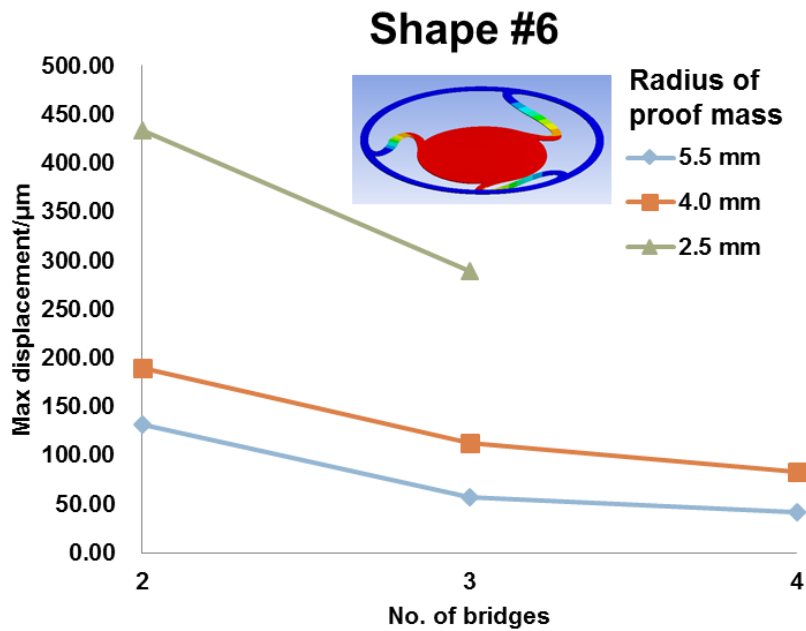 Shape #6
500.00
450.00
400.00
350.00
300.00
250.00
200.00
150.00
100.00
50.00
0.00
Max displacement/µm
2
3
4
No. of bridges
Radius of
proof mass
5.5 mm
4.0 mm
2.5 mm